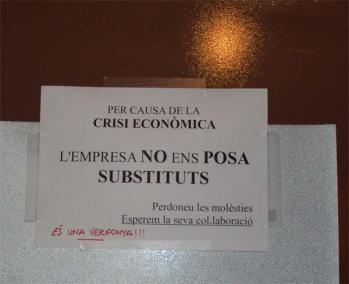 PER CAUSA DE LA
CRISI ECONÒMICA
L'EMPRESA NO ENS POSA
SUBSTITUTS
Perdoneu les molèsties
Esperem la seva col.laboració
ÉS UNA VERGONYA!!!